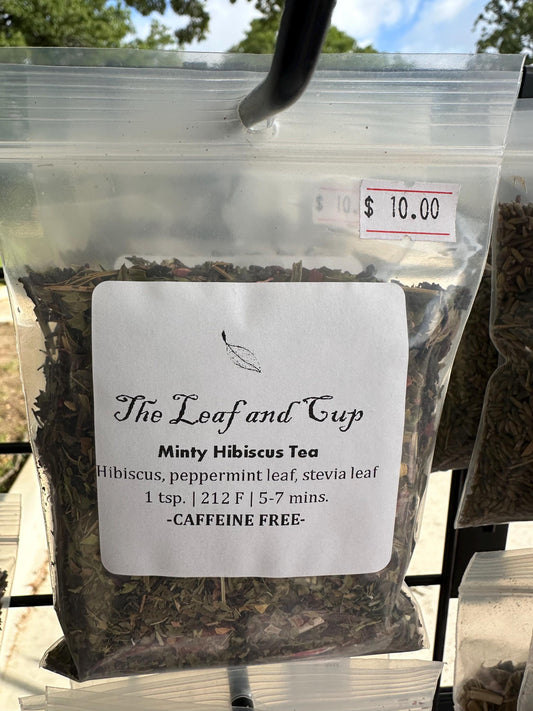 $ 10.
$ 10.00
The Leaf and Cup
Minty Hibiscus Tea
Hibiscus, peppermint leaf, stevia leaf
1 tsp. | 212 F | 5-7 mins.
-CAFFEINE FREE-